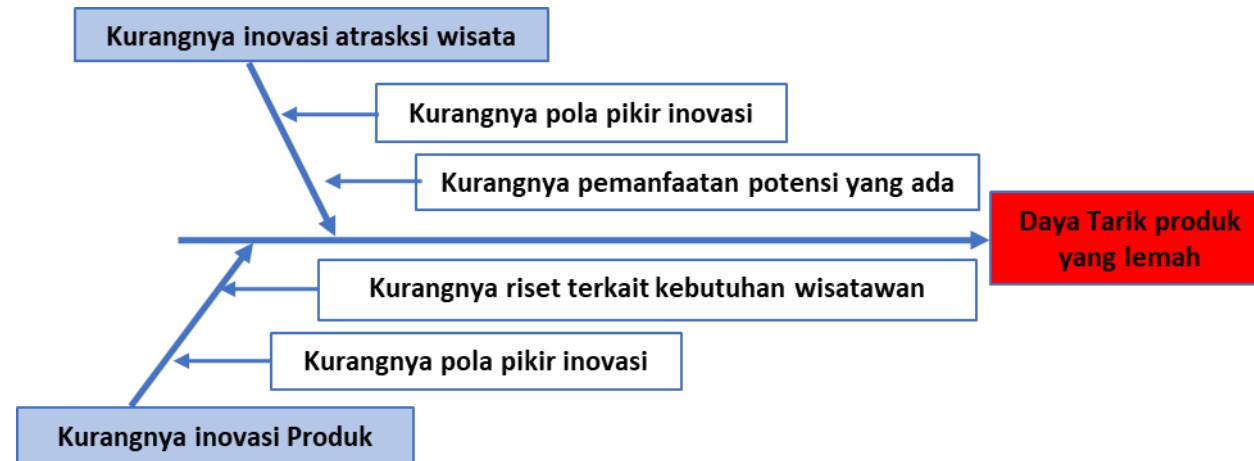 Kurangnya inovasi atrasksi wisata
Kurangnya pola pikir inovasi
Kurangnya pemanfaatan potensi yang ada
Daya Tarik produk
yang lemah
Kurangnya riset terkait kebutuhan wisatawan
Kurangnya pola pikir inovasi
Kurangnya inovasi Produk